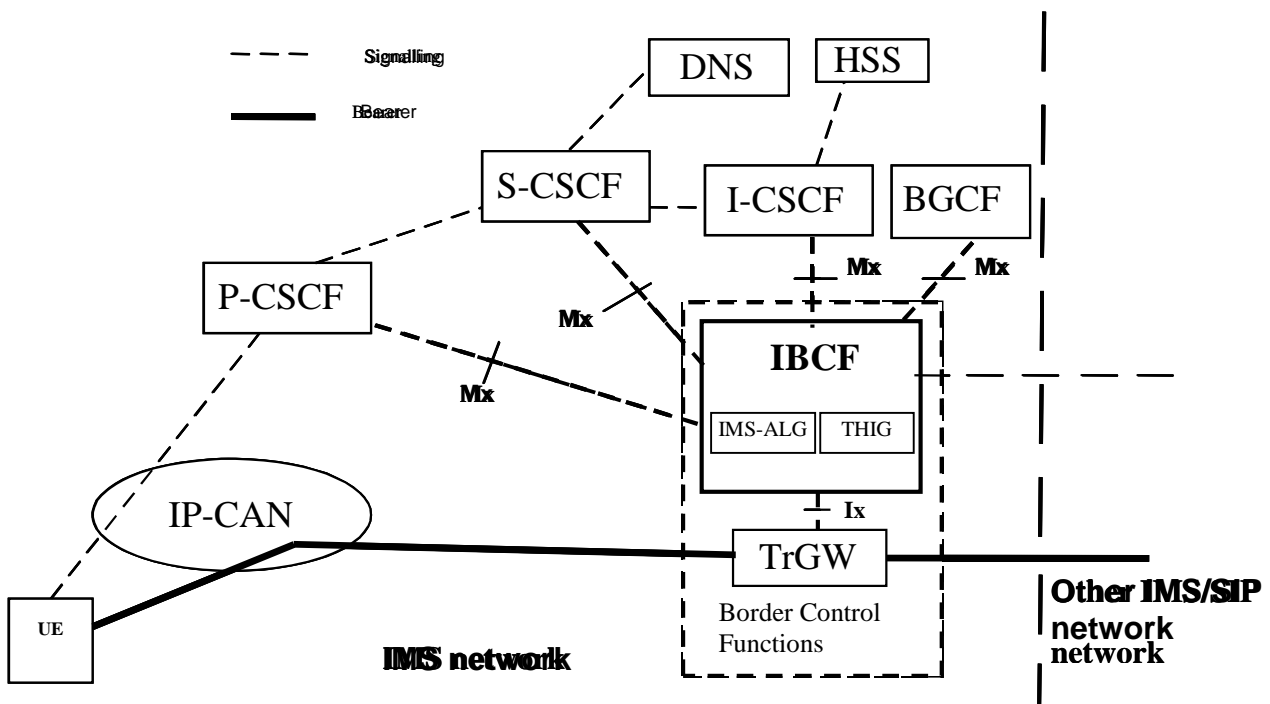 Signalling
Bearer
DNS
HSS
S-CSCF
I-CSCF
BGCF
P-CSCF
Mx
Mx
Mx
Mx
IBCF
IMS-ALG
THIG
Ix
IP-CAN
TrGW
UE
Border Control
Functions
IMS network
Other IMS/SIP
network
network